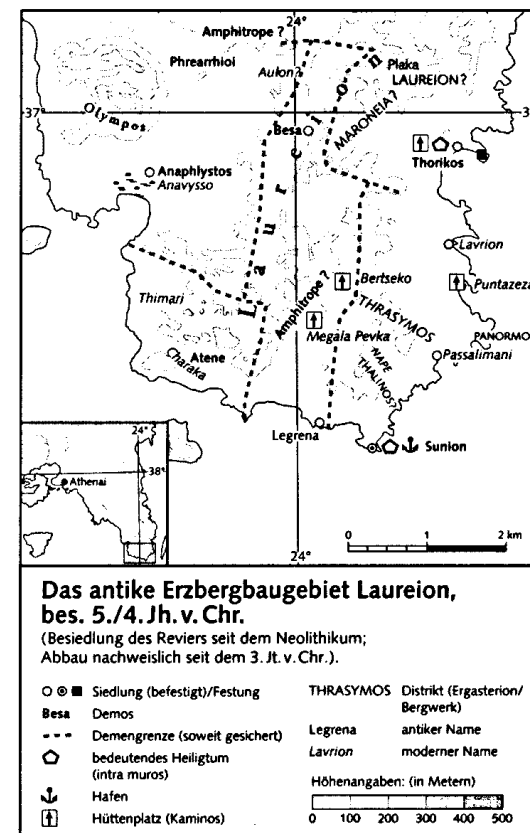 24°
Amphitrope ?
Phrearrhioi
Aulon?
Plaka
LAUREION?
37°
Olympos
Besa
MARONEIA?
Laureion
Thorikos
Anaphlystos
Anavysso
Lavrion
Thimari
Amphitrope ?
Bertseko
Puntazeza
THRASYMOS
Megala Pevka
PANORMO
Atene
Charaka
NAPE
THALINOS?
Passalimani
Legrena
Sunion
24°
38°
Athenai
24°
0 1 2 km
Das antike Erzbergbaugebiet Laureion,
bes. 5./4. Jh. v. Chr.
(Besiedlung des Reviers seit dem Neolithikum;
Abbau nachweislich seit dem 3. Jt. v. Chr.).
Siedlung (befestigt)/Festung
Besa Demos
Demengrenze (soweit gesichert)
bedeutendes Heiligtum
(intra muros)
Hafen
Hüttenplatz (Kaminos)
THRASYMOS Distrikt (Ergasterion/
Bergwerk)
Legrena antiker Name
Lavrion moderner Name
Höhenangaben: (in Metern)
0 100 200 300 400 500